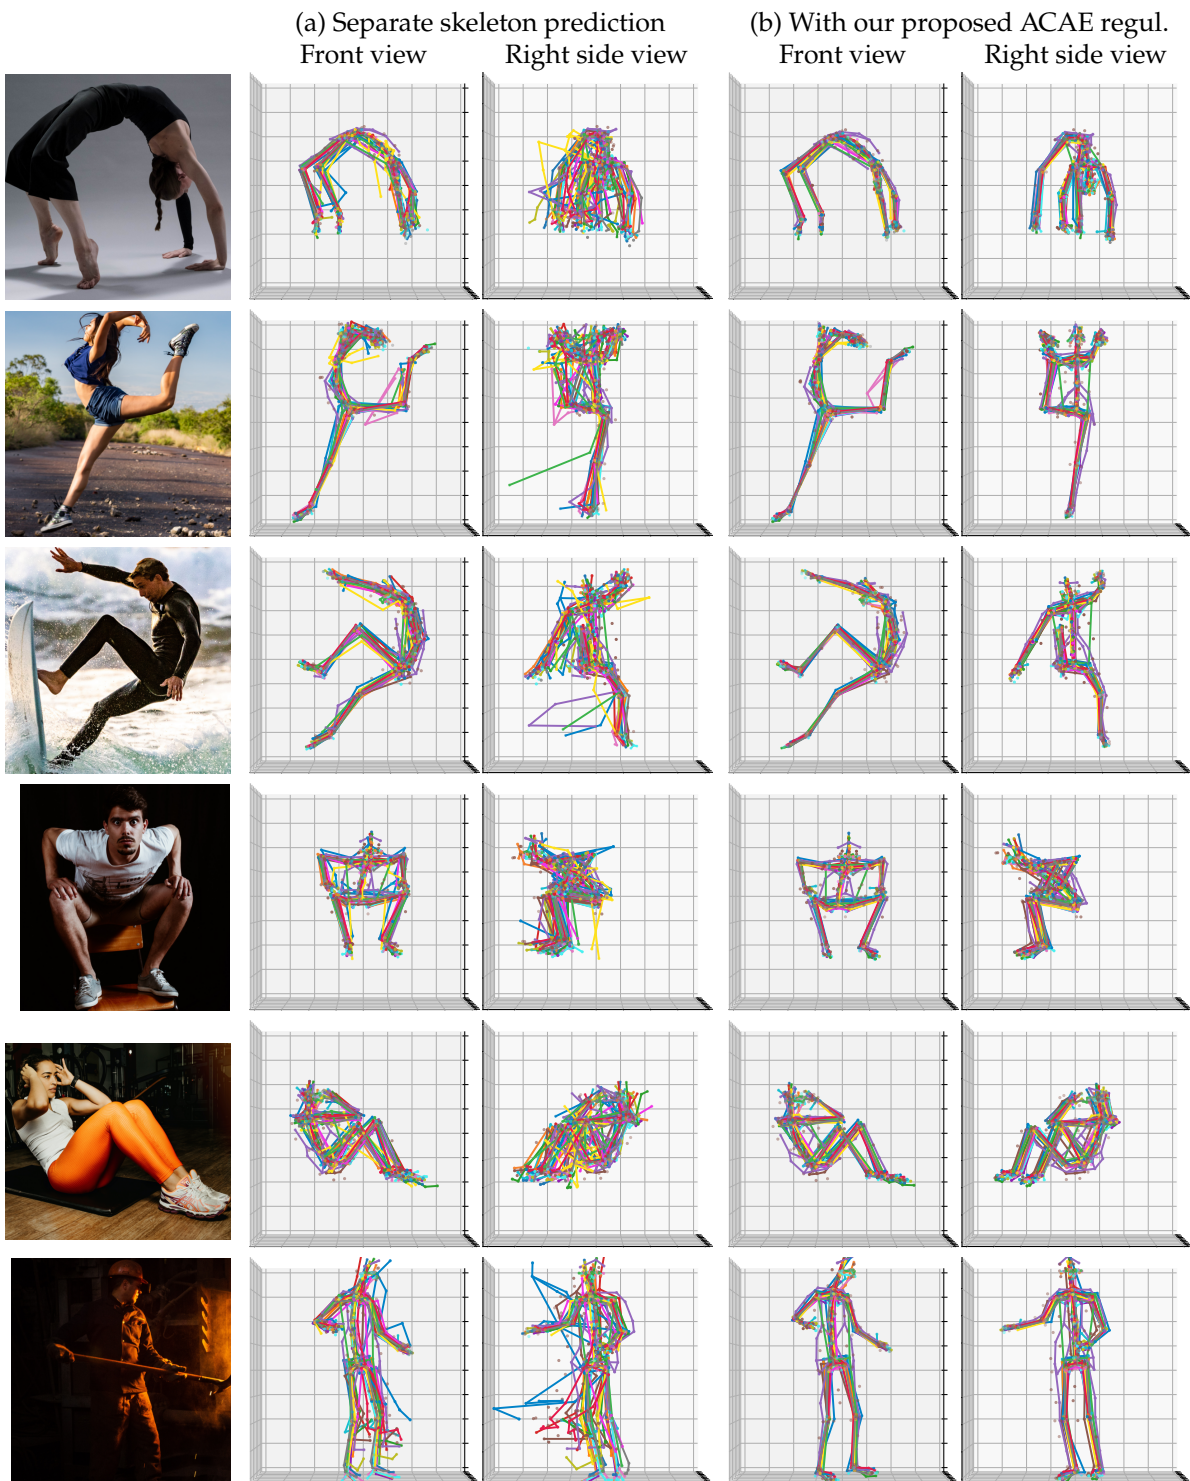 (a) Separate skeleton prediction
(b) With our proposed ACAE regul.
Front view
Right side view
Front view
Right side view